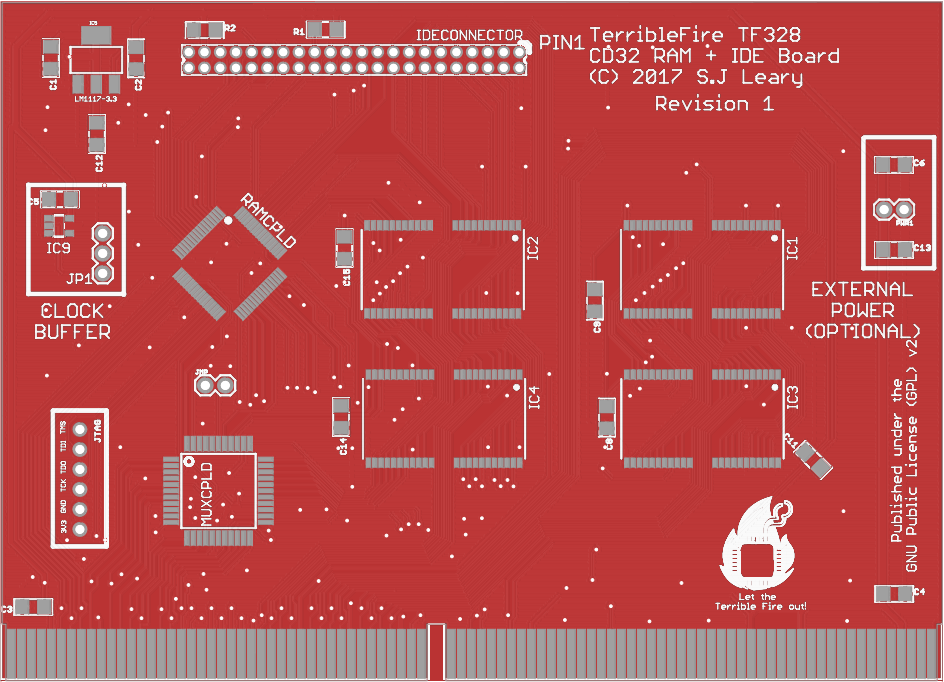 IC5
R2
R1
IDECONNECTOR
PIN1
TerribleFire TF328
CD32 RAM + IDE Board
(C) 2017 S.J Leary
Revision 1
C1
C2
LM1117-3.3
C12
C6
PWR1
C13
EXTERNAL
POWER
(OPTIONAL)
C5
IC9
JP1
CLOCK
BUFFER
RAMCPLD
C15
IC2
IC1
C9
JMP
C14
IC4
C8
IC3
C11
JTAG
TMS
TDI
TDO
TCK
GND
3V3
MUXCPLD
Published under the
GNU Public License (GPL) v2
Let the
Terrible Fire out!
C3
C4